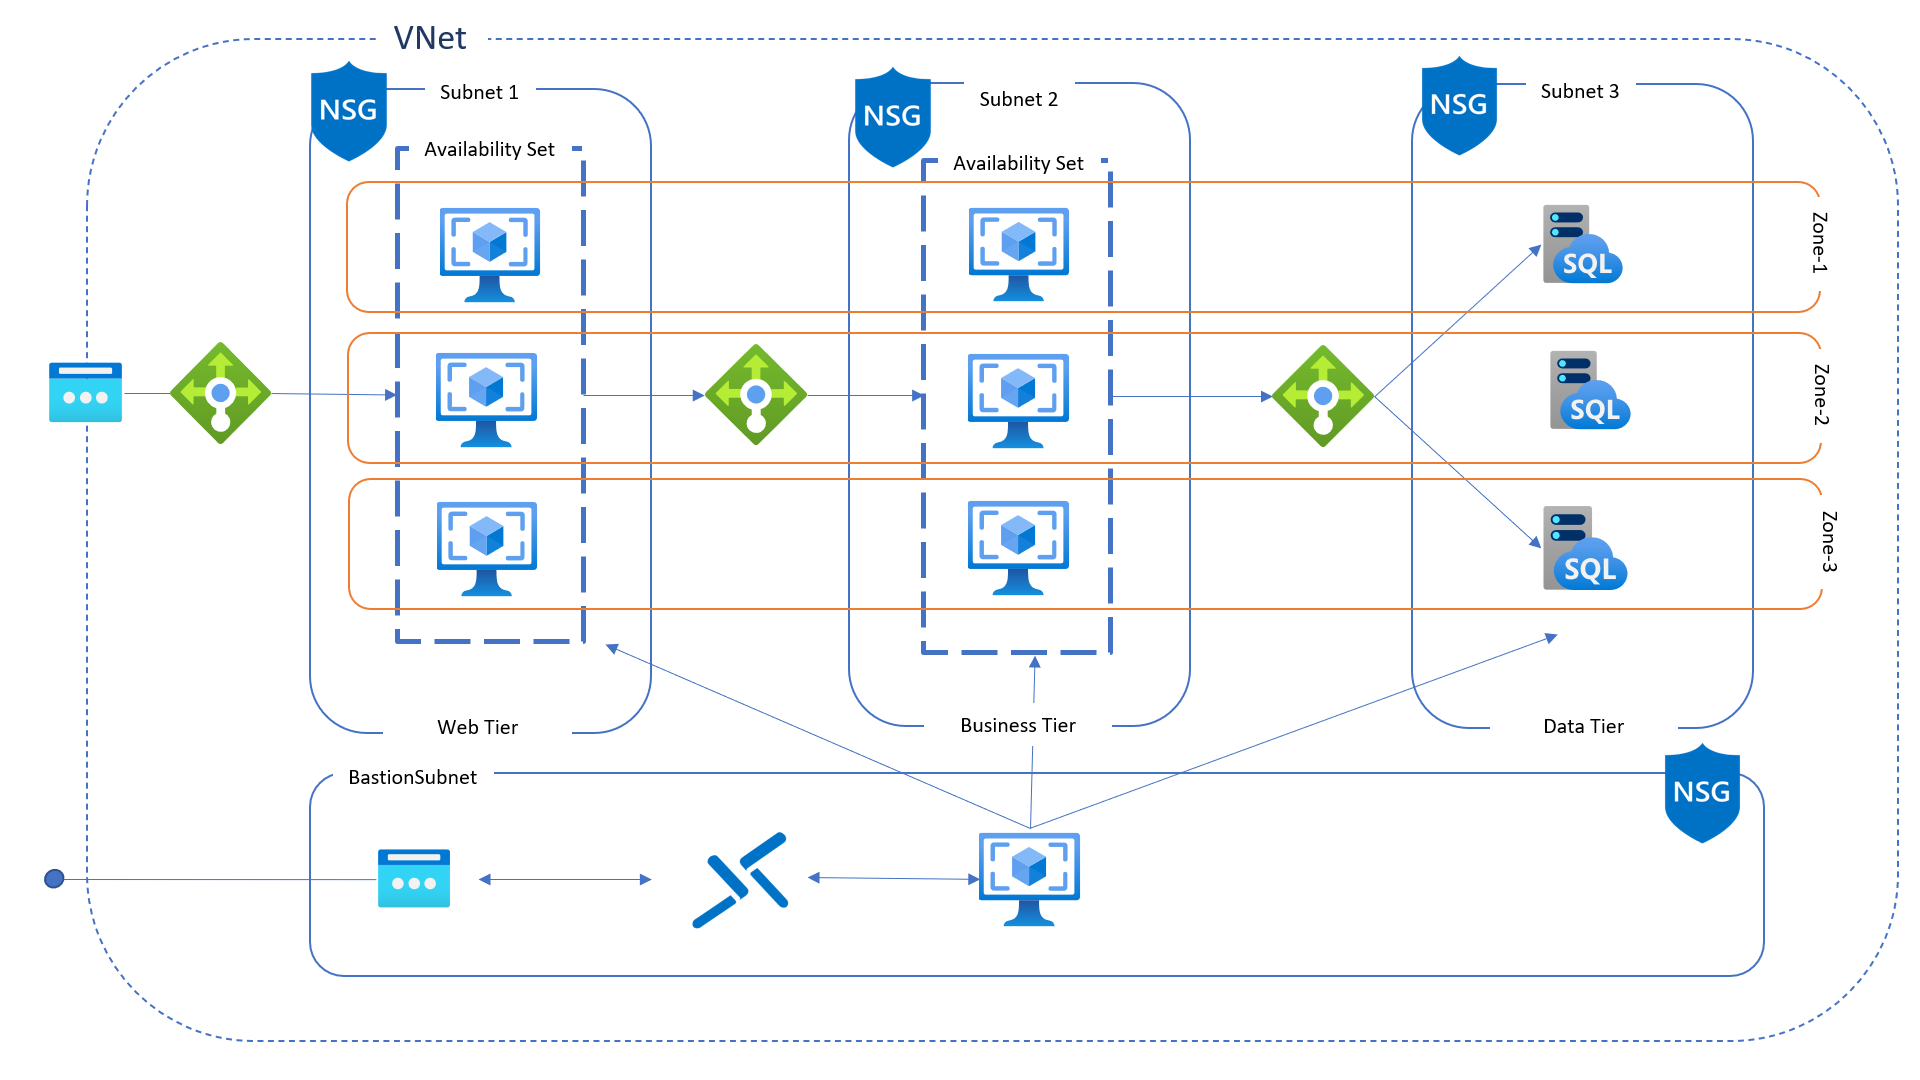 VNet
NSG
Subnet 1
NSG
Subnet 2
NSG
Subnet 3
Availability Set
Availability Set
Zone-1
SQL
Zone-2
SQL
Zone-3
SQL
Web Tier
Business Tier
Data Tier
BastionSubnet
NSG